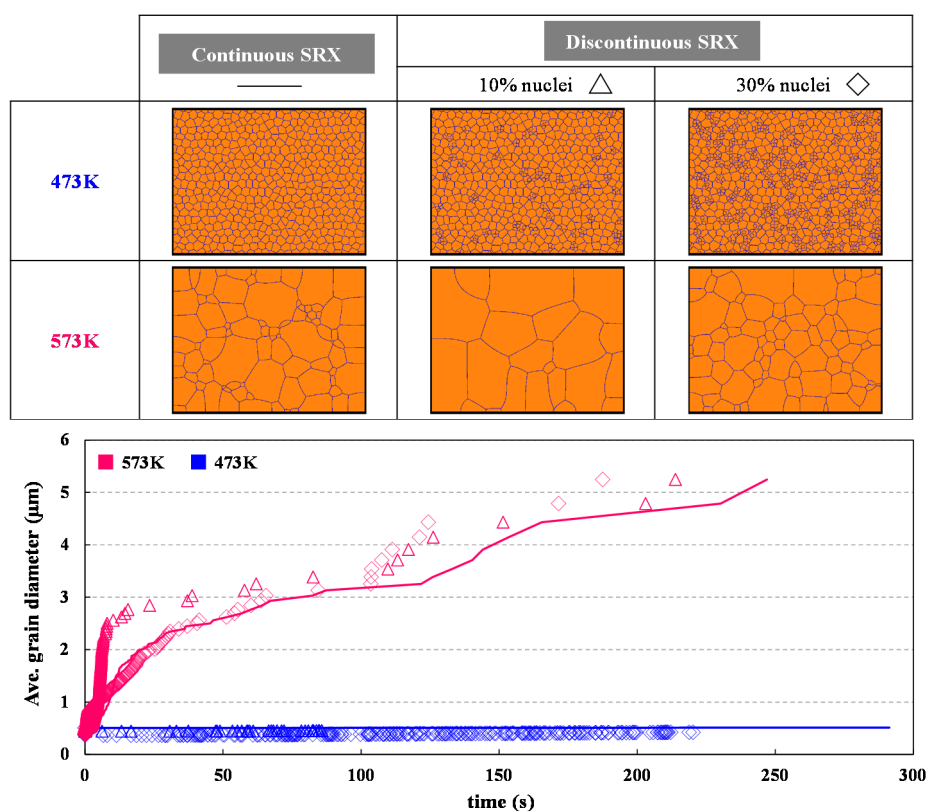 Continuous SRX
Discontinuous SRX
10% nuclei
30% nuclei
473K
573K
573K
473K
6
5
4
3
2
1
0
Ave. grain diameter (μm)
0
50
100
150
200
250
300
time (s)